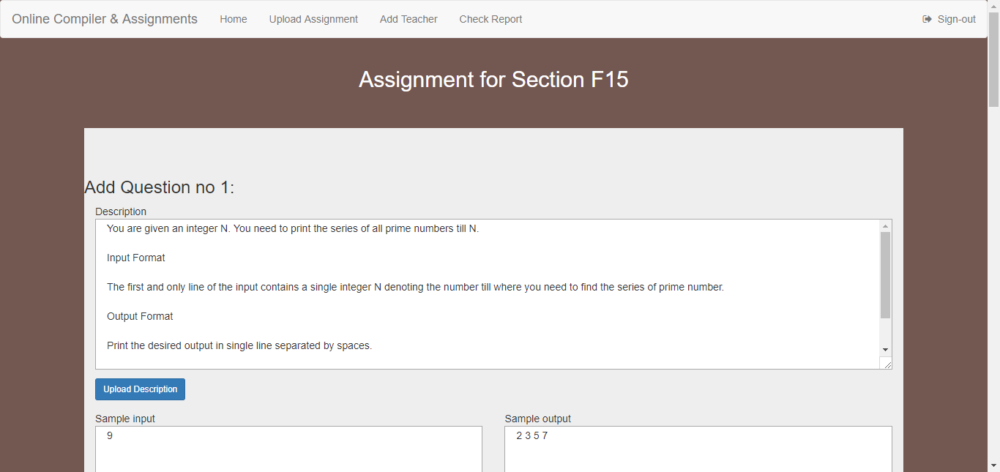 Online Compiler & Assignments Home Upload Assignment Add Teacher Check Report Sign-out
Assignment for Section F15
Add Question no 1:
Description
You are given an integer N. You need to print the series of all prime numbers till N.
Input Format
The first and only line of the input contains a single integer N denoting the number till where you need to find the series of prime number.
Output Format
Print the desired output in single line separated by spaces.
Upload Description
Sample input Sample output
9 2 3 5 7